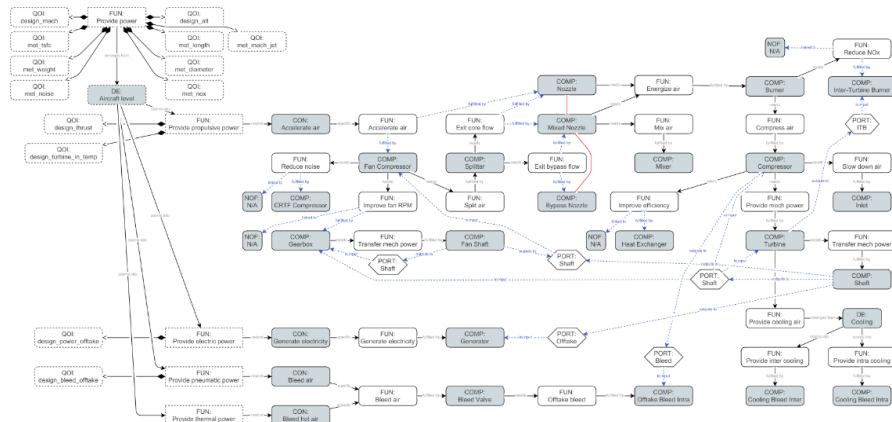 QOI:
design_mach
FUN:
Provide power
QOI:
design_alt
QOI:
met_tsfc
QOI:
met_length
QOI:
met_mach_jet
QOI:
met_weight
QOI:
met_diameter
QOI:
met_noise
QOI:
met_nox
DE:
Aircraft level
QOI:
design_thrust
QOI:
design_turbine_in_temp
FUN:
Provide propulsive power
CON:
Accelerate air
FUN:
Accelerate air
FUN:
Reduce noise
COMP:
Fan Compressor
NOF:
N/A
COMP:
CRTF Compressor
FUN:
Improve fan RPM
FUN:
Split air
COMP:
Splitter
FUN:
Exit core flow
FUN:
Exit bypass flow
COMP:
Nozzle
COMP:
Mixed Nozzle
COMP:
Bypass Nozzle
FUN:
Energize air
FUN:
Mix air
COMP:
Mixer
COMP:
Burner
NOF:
N/A
FUN:
Reduce NOx
COMP:
Inter-Turbine Burner
PORT:
ITB
FUN:
Compress air
COMP:
Compressor
FUN:
Slow down air
COMP:
Inlet
FUN:
Improve efficiency
NOF:
N/A
COMP:
Heat Exchanger
FUN:
Provide mech power
COMP:
Turbine
FUN:
Transfer mech power
COMP:
Shaft
NOF:
N/A
COMP:
Gearbox
FUN:
Transfer mech power
COMP:
Fan Shaft
PORT:
Shaft
PORT:
Shaft
PORT:
Shaft
FUN:
Provide cooling air
DE:
Cooling
FUN:
Provide inter cooling
FUN:
Provide intra cooling
COMP:
Cooling Bleed Inter
COMP:
Cooling Bleed Intra
QOI:
design_power_offtake
FUN:
Provide electric power
CON:
Generate electricity
FUN:
Generate electricity
COMP:
Generator
PORT:
Offtake
PORT:
Bleed
QOI:
design_bleed_offtake
FUN:
Provide pneumatic power
CON:
Bleed air
FUN:
Bleed air
COMP:
Bleed Valve
FUN:
Offtake bleed
COMP:
Offtake Bleed Intra
FUN:
Provide thermal power
CON:
Bleed hot air